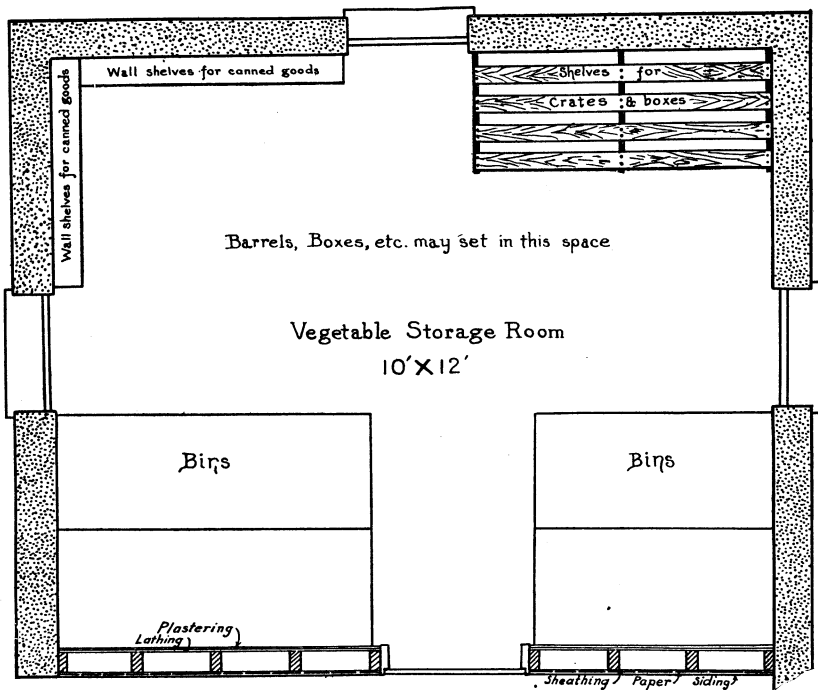 Wall shelves for canned goods
Wall shelves for canned goods
Shelves for
Crates & boxes
Barrels, Boxes, etc. may set in this space
Vegetable Storage Room
10'X12'
Bins
Bins
Plastering
Lathing
Sheathing Paper Siding